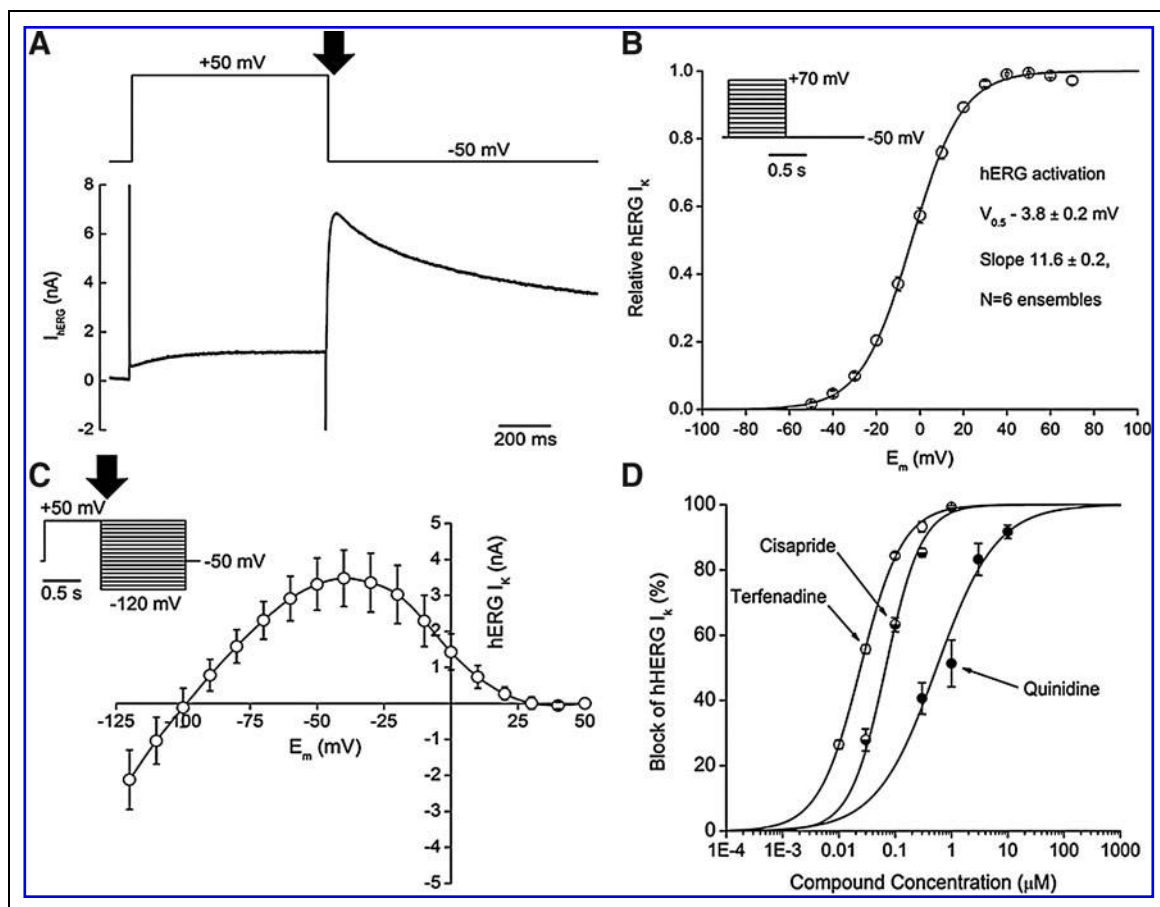 A
+50 mV
-50 mV
8
6
4
2
0
-2
I_hERG (nA)
200 ms
B
1.0
0.8
0.6
0.4
0.2
0.0
Relative hERG I_K
+70 mV
-50 mV
0.5 s
hERG activation
V_0.5 - 3.8 ± 0.2 mV
Slope 11.6 ± 0.2,
N=6 ensembles
-100 -80 -60 -40 -20 0 20 40 60 80 100
E_m (mV)
C
+50 mV
-50 mV
0.5 s
-120 mV
5
4
3
2
1
-1
-2
-3
-4
-5
hERG I_K (nA)
-125 -100 -75 -50 -25 25 50
E_m (mV)
D
100
80
60
40
20
0
Block of hHERG I_k (%)
Cisapride
Terfenadine
Quinidine
1E-4 1E-3 0.01 0.1 1 10 100 1000
Compound Concentration (μM)